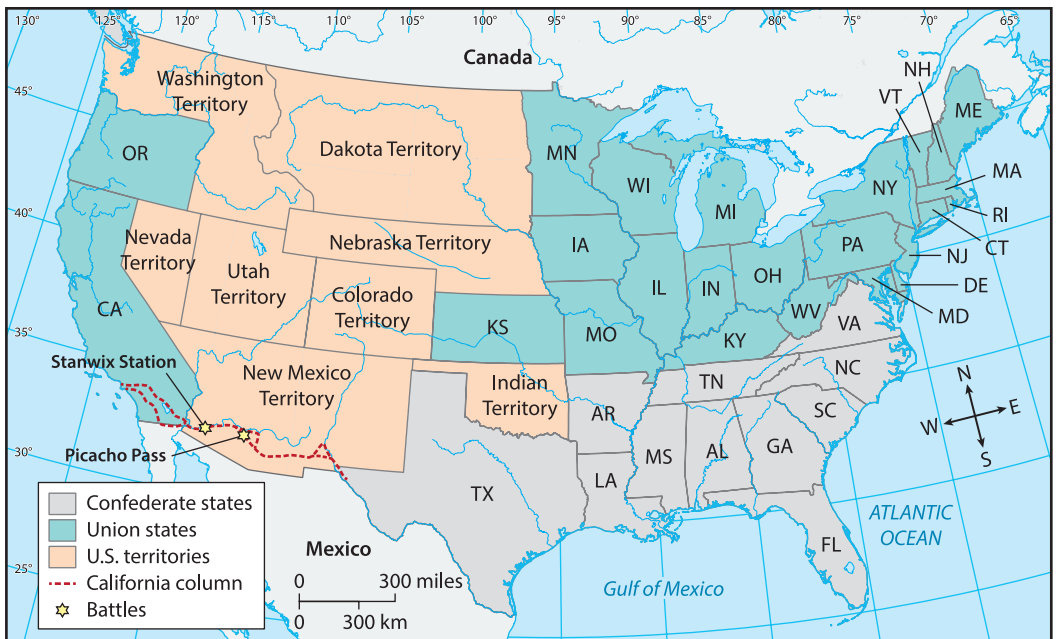 130°
125°
120°
115°
110°
105°
100°
95°
90°
85°
80°
75°
70°
65°
Canada
NH
VT
ME
Washington
Territory
45°
OR
Dakota Territory
MN
WI
MI
NY
MA
RI
CT
40°
Nevada
Territory
Nebraska Territory
IA
PA
NJ
Utah
Territory
Colorado
Territory
IL
IN
OH
DE
MD
CA
KS
MO
WV
KY
VA
35°
Stanwix Station
New Mexico
Territory
Indian
Territory
TN
NC
AR
SC
N
E
W
S
30°
Picacho Pass
MS
AL
GA
LA
TX
FL
ATLANTIC
OCEAN
Gulf of Mexico
Mexico
25°
Confederate states
Union states
U.S. territories
California column
Battles
0
300 miles
0
300 km